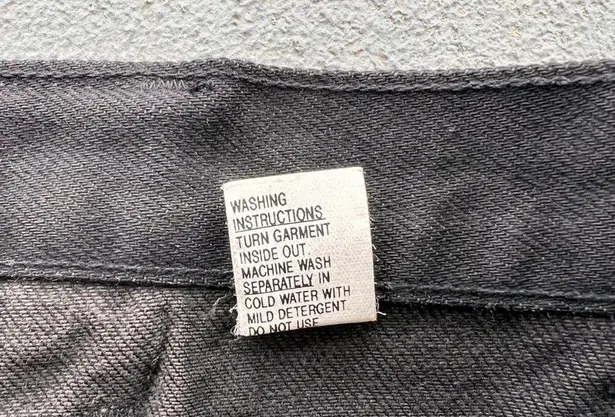 WASHING
INSTRUCTIONS
TURN GARMENT
INSIDE OUT.
MACHINE WASH
SEPARATELY IN
COLD WATER WITH
MILD DETERGENT.
DO NOT USE